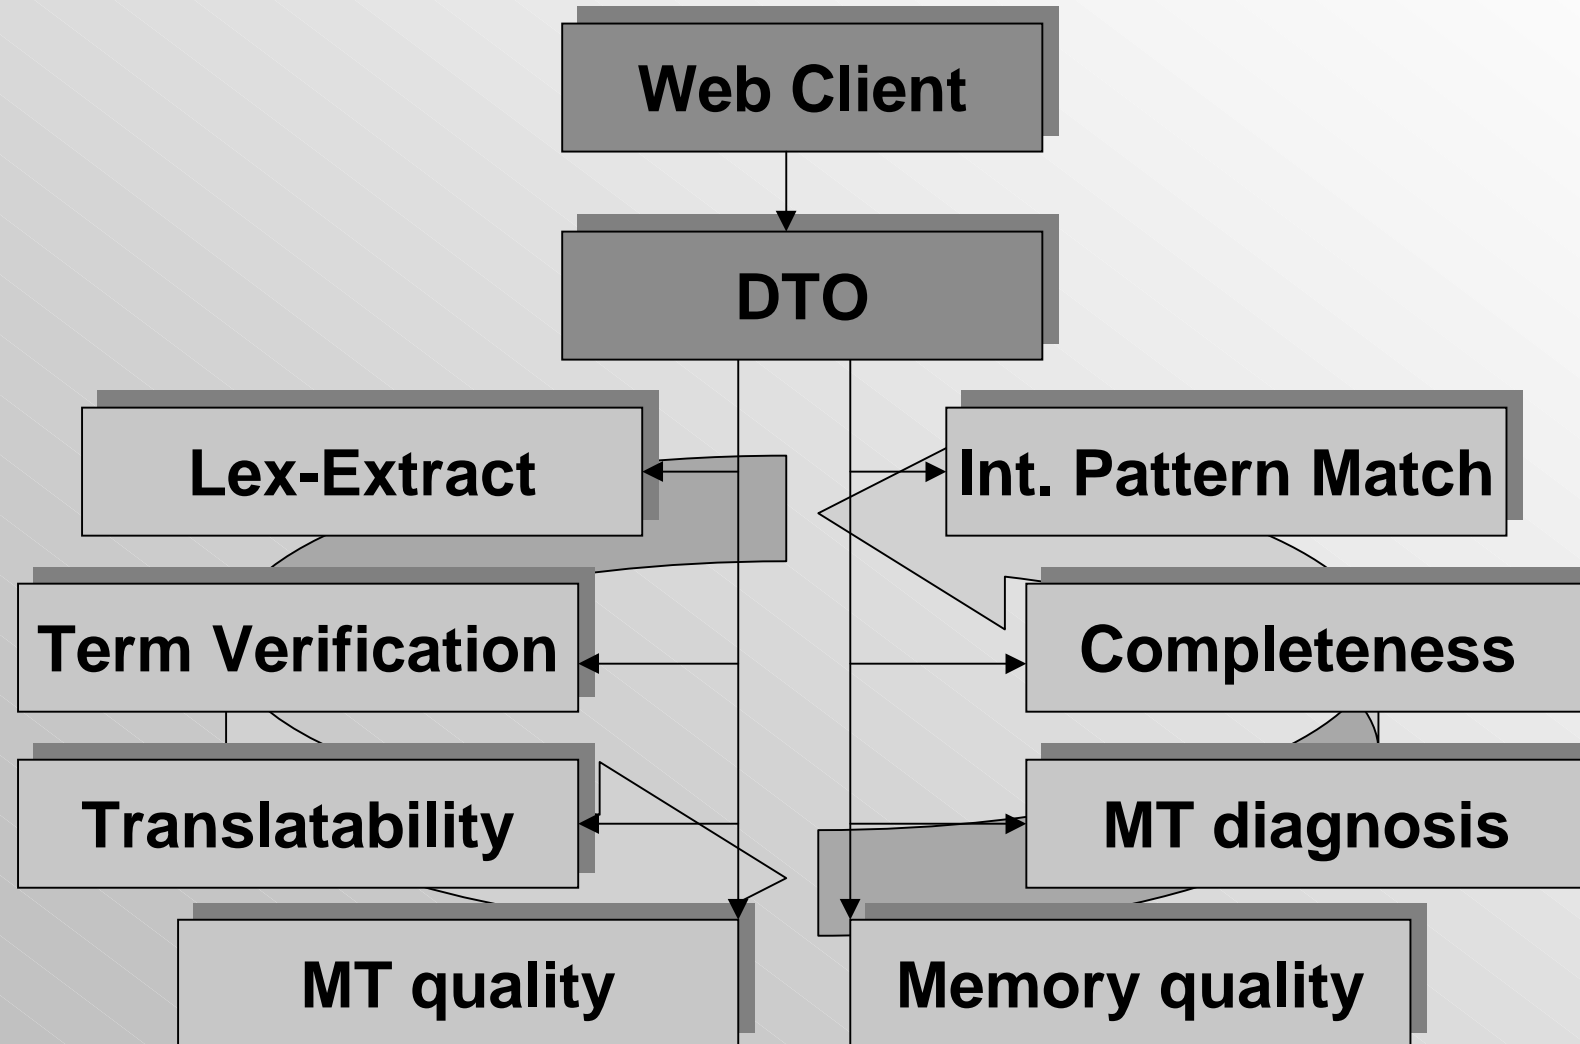 Web Client
DTO
Lex-Extract
Int. Pattern Match
Term Verification
Completeness
Translatability
MT diagnosis
MT quality
Memory quality